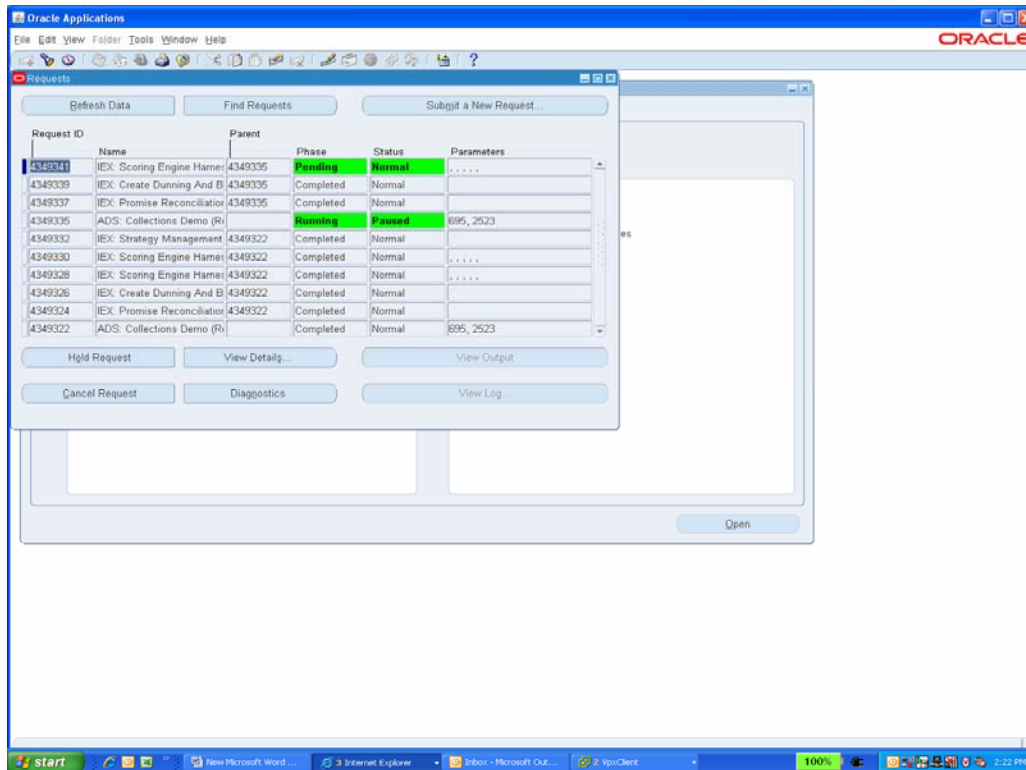 Oracle Applications
File Edit View Folder Tools Window Help
ORACLE
Requests
Refresh Data Find Requests Submit a New Request...
Request ID Parent
Name Phase Status Parameters
4349341 IEX: Scoring Engine Harnes 4349335 Pending Normal , , , , ,
4349339 IEX: Create Dunning And B 4349335 Completed Normal
4349337 IEX: Promise Reconciliation 4349335 Completed Normal
4349335 ADS: Collections Demo (R Running Paused 695, 2523
4349332 IEX: Strategy Management 4349322 Completed Normal
4349330 IEX: Scoring Engine Harnes 4349322 Completed Normal , , , , ,
4349328 IEX: Scoring Engine Harnes 4349322 Completed Normal , , , , ,
4349326 IEX: Create Dunning And B 4349322 Completed Normal
4349324 IEX: Promise Reconciliation 4349322 Completed Normal
4349322 ADS: Collections Demo (R Completed Normal 695, 2523
es
Hold Request View Details... View Output
Cancel Request Diagnostics View Log...
Open
start New Microsoft Word ... 3 Internet Explorer Inbox - Microsoft Out... 2 VpxClient 100% 2:22 PM